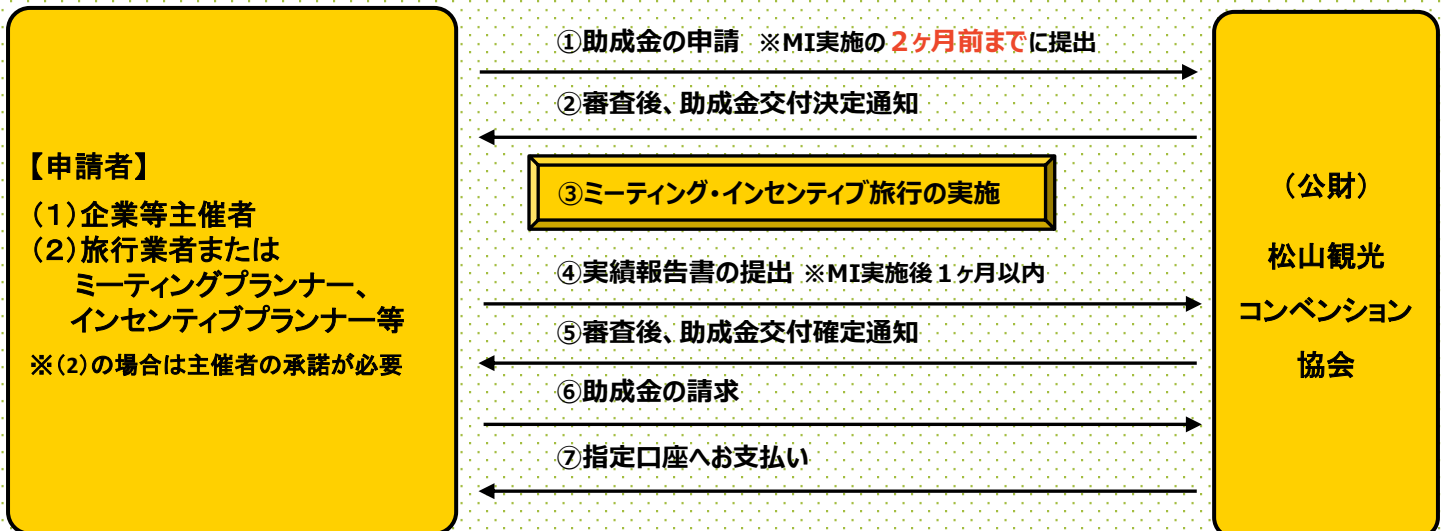 【申請者】
（１）企業等主催者
（２）旅行業者または
ミーティングプランナー、
インセンティブプランナー等
※（2）の場合は主催者の承諾が必要
①助成金の申請 ※MI実施の２ヶ月前までに提出
②審査後、助成金交付決定通知
③ミーティング・インセンティブ旅行の実施
④実績報告書の提出 ※MI実施後１ヶ月以内
⑤審査後、助成金交付確定通知
⑥助成金の請求
⑦指定口座へお支払い
（公財）
松山観光
コンベンション
協会